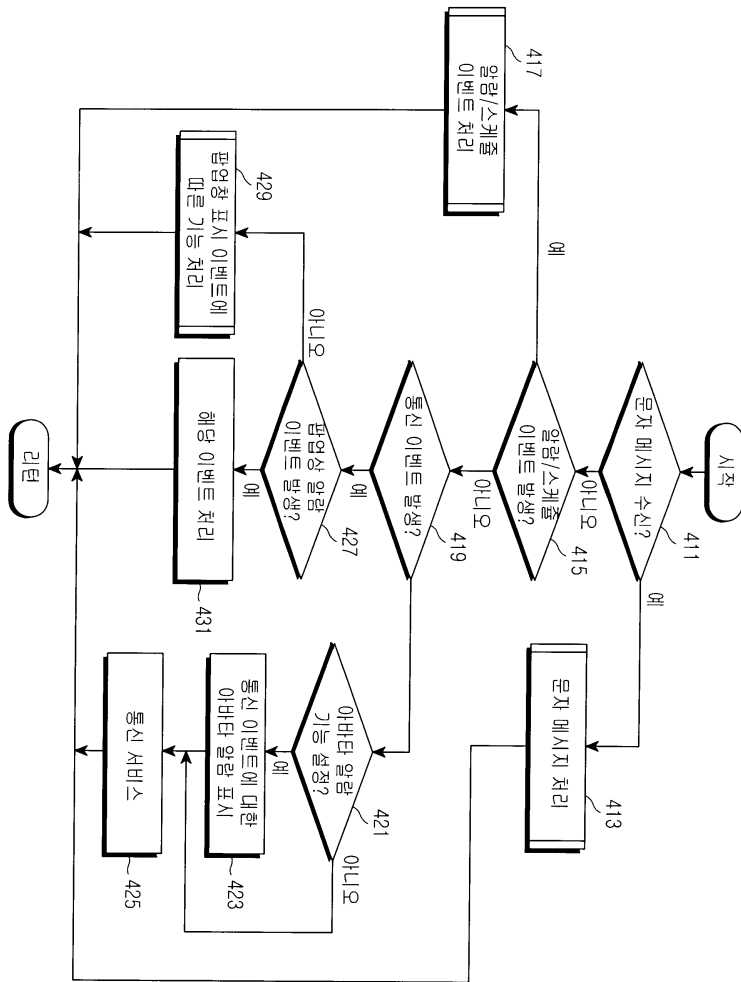 시작
문자 메시지 수신?
411
예
아니오
문자 메시지 처리
413
알람/스케줄
이벤트 발생?
415
예
아니오
알람/스케줄
이벤트 처리
417
통신 이벤트 발생?
419
예
아바타 알람
기능 설정?
421
아니오
예
팝업상 알람
이벤트 발생?
427
아니오
예
통신 이벤트에 대한
아바타 알람 표시
423
팝업창 표시 이벤트에
따른 기능 처리
429
해당 이벤트 처리
431
통신 서비스
425
리턴